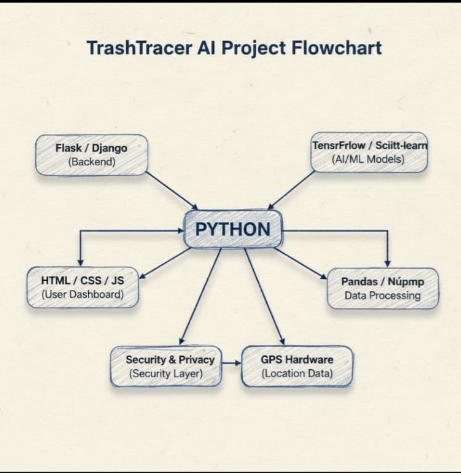 TrashTracer AI Project Flowchart
Flask / Django
(Backend)
TensrFrlow / Sciitt-learn
(AI/ML Models)
PYTHON
HTML / CSS / JS
(User Dashboard)
Pandas / Núpmp
Data Processing
Security & Privacy
(Security Layer)
GPS Hardware
(Location Data)